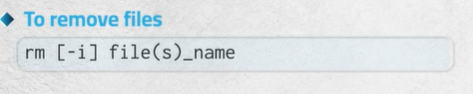 To remove files
rm [-i] file(s)_name